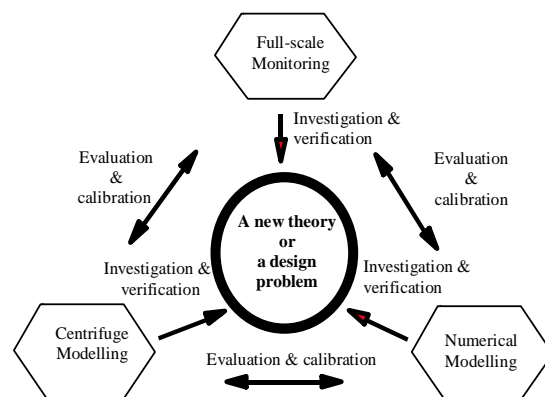 Full-scale
Monitoring
Investigation &
verification
Evaluation
&
calibration
Evaluation
&
calibration
A new theory
or
a design
problem
Investigation &
verification
Investigation &
verification
Centrifuge
Modelling
Numerical
Modelling
Evaluation & calibration